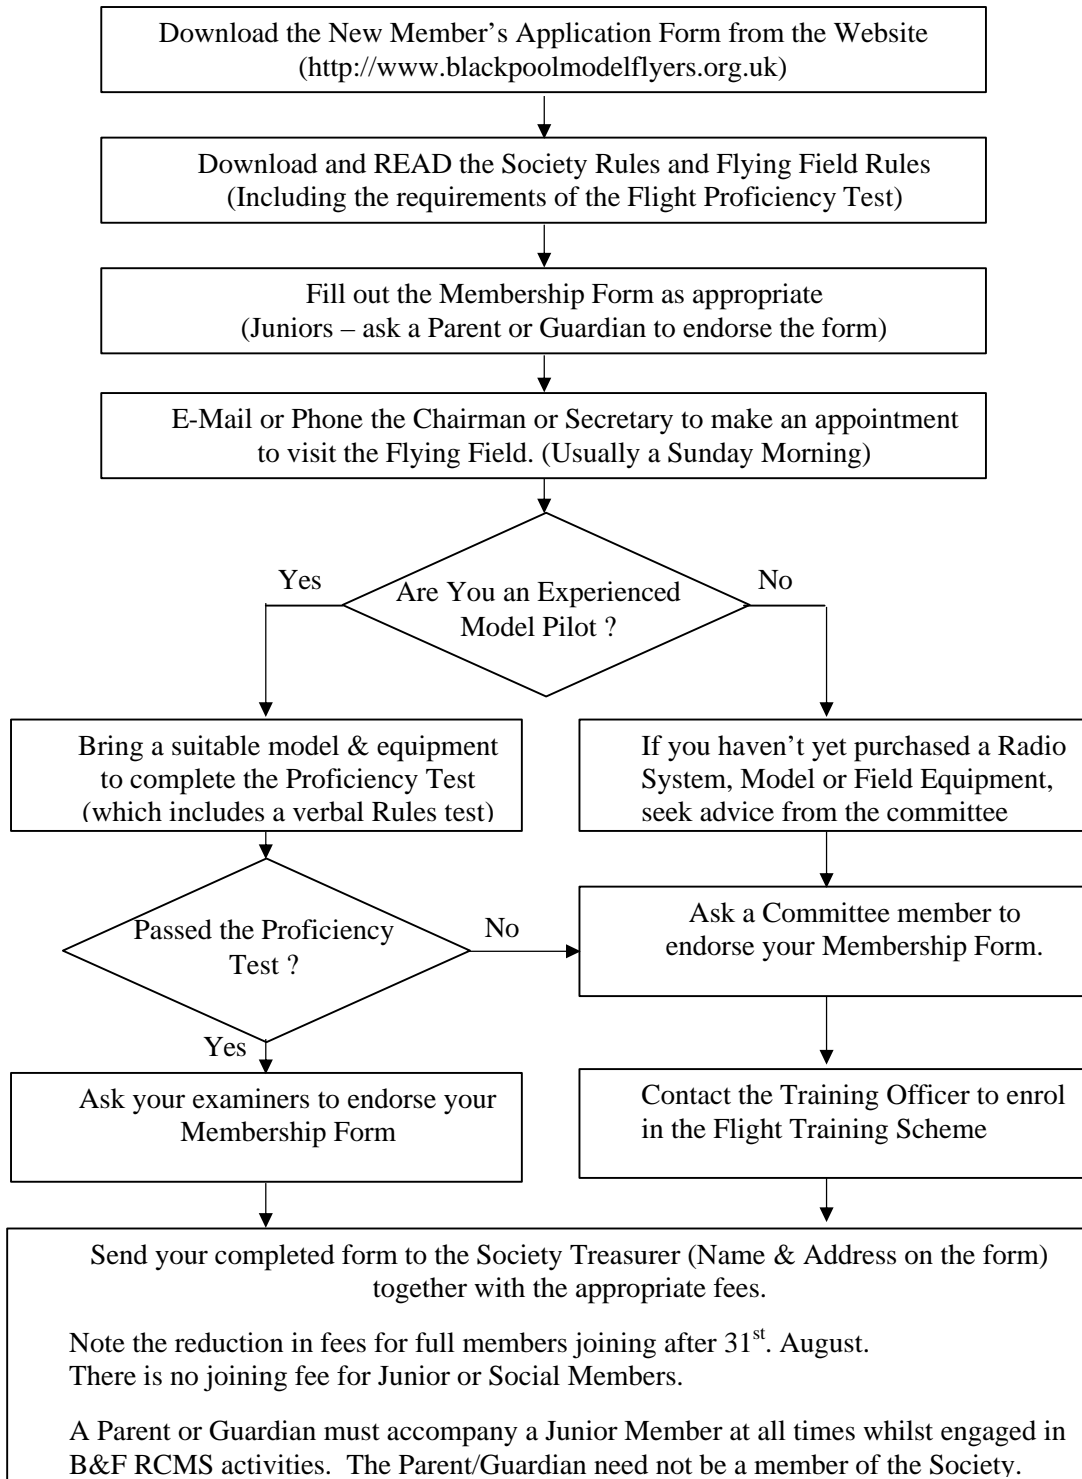 Download the New Member’s Application Form from the Website
(http://www.blackpoolmodelflyers.org.uk)
Download and READ the Society Rules and Flying Field Rules
(Including the requirements of the Flight Proficiency Test)
Fill out the Membership Form as appropriate
(Juniors – ask a Parent or Guardian to endorse the form)
E-Mail or Phone the Chairman or Secretary to make an appointment
to visit the Flying Field. (Usually a Sunday Morning)
Are You an Experienced
Model Pilot ?
Yes
No
Bring a suitable model & equipment
to complete the Proficiency Test
(which includes a verbal Rules test)
If you haven’t yet purchased a Radio
System, Model or Field Equipment,
seek advice from the committee
Passed the Proficiency
Test ?
No
Ask a Committee member to
endorse your Membership Form.
Yes
Ask your examiners to endorse your
Membership Form
Contact the Training Officer to enrol
in the Flight Training Scheme
Send your completed form to the Society Treasurer (Name & Address on the form)
together with the appropriate fees.
Note the reduction in fees for full members joining after 31st. August.
There is no joining fee for Junior or Social Members.
A Parent or Guardian must accompany a Junior Member at all times whilst engaged in
B&F RCMS activities.  The Parent/Guardian need not be a member of the Society.